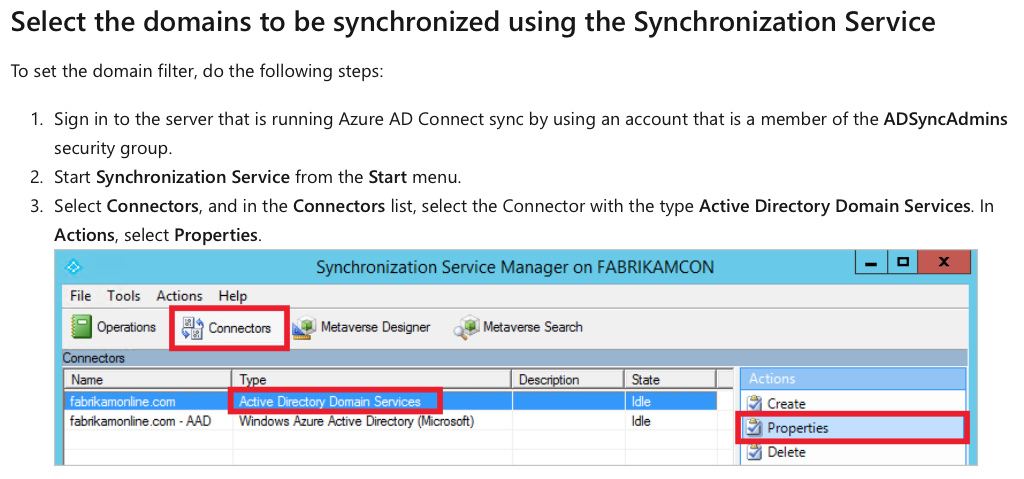 Select the domains to be synchronized using the Synchronization Service
To set the domain filter, do the following steps:
1. Sign in to the server that is running Azure AD Connect sync by using an account that is a member of the ADSyncAdmins
security group.
2. Start Synchronization Service from the Start menu.
3. Select Connectors, and in the Connectors list, select the Connector with the type Active Directory Domain Services. In
Actions, select Properties.
Synchronization Service Manager on FABRIKAMCON
File Tools Actions Help
Operations Connectors Metaverse Designer Metaverse Search
Connectors
Name Type Description State Actions
fabrikamonline.com Active Directory Domain Services Idle Create
fabrikamonline.com - AAD Windows Azure Active Directory (Microsoft) Idle Properties
Delete